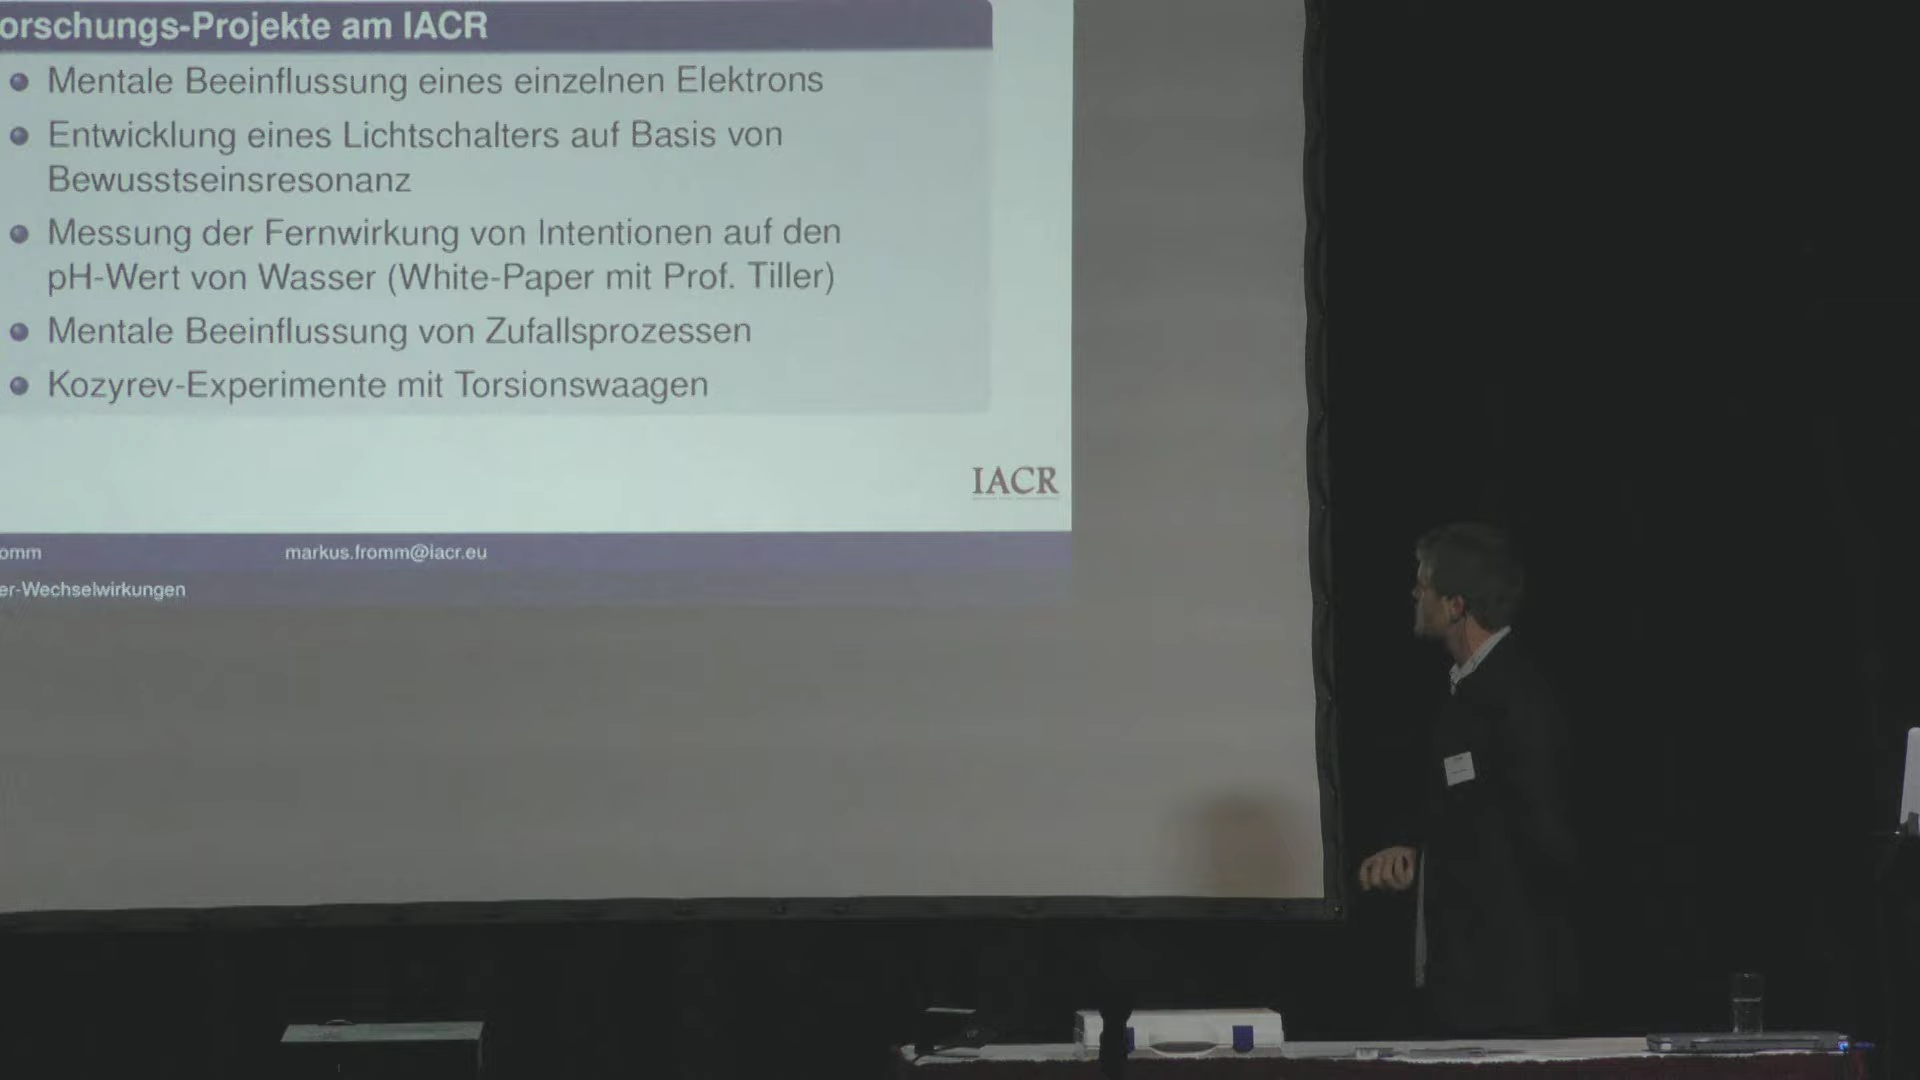 orschungs-Projekte am IACR
Mentale Beeinflussung eines einzelnen Elektrons
Entwicklung eines Lichtschalters auf Basis von
Bewusstseinsresonanz
Messung der Fernwirkung von Intentionen auf den
pH-Wert von Wasser (White-Paper mit Prof. Tiller)
Mentale Beeinflussung von Zufallsprozessen
Kozyrev-Experimente mit Torsionswaagen
IACR
omm markus.fromm@iacr.eu
er-Wechselwirkungen